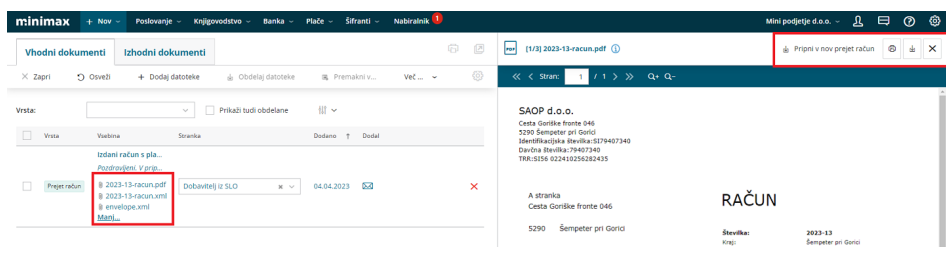 minimax + Nov Poslovanje Knjigovodstvo Banka Plače Šifranti Nabiralnik 1 Mini podjetje d.o.o.
Vhodni dokumenti Izhodni dokumenti
Zapri Osveži + Dodaj datoteke Obdelaj datoteke Premakni v... Več ...
Vrsta: Prikaži tudi obdelane
Vrsta Vsebina Stranka Dodano ↑ Dodal
Izdani račun s pla...
Pozdravljeni. V prip...
Prejet račun 2023-13-racun.pdf Dobavitelj iz SLO x 04.04.2023
2023-13-racun.xml
envelope.xml
Manj...
PDF [1/3] 2023-13-racun.pdf Pripni v nov prejet račun
Stran: 1 / 1 Q+ Q-
SAOP d.o.o.
Cesta Goriške fronte 046
5290 Šempeter pri Gorici
Identifikacijska številka:SI79407340
Davčna številka:79407340
TRR:SI56 022410256282435
A stranka
Cesta Goriške fronte 046
5290 Šempeter pri Gorici
RAČUN
Številka: 2023-13
Kraj: Šempeter pri Gorici